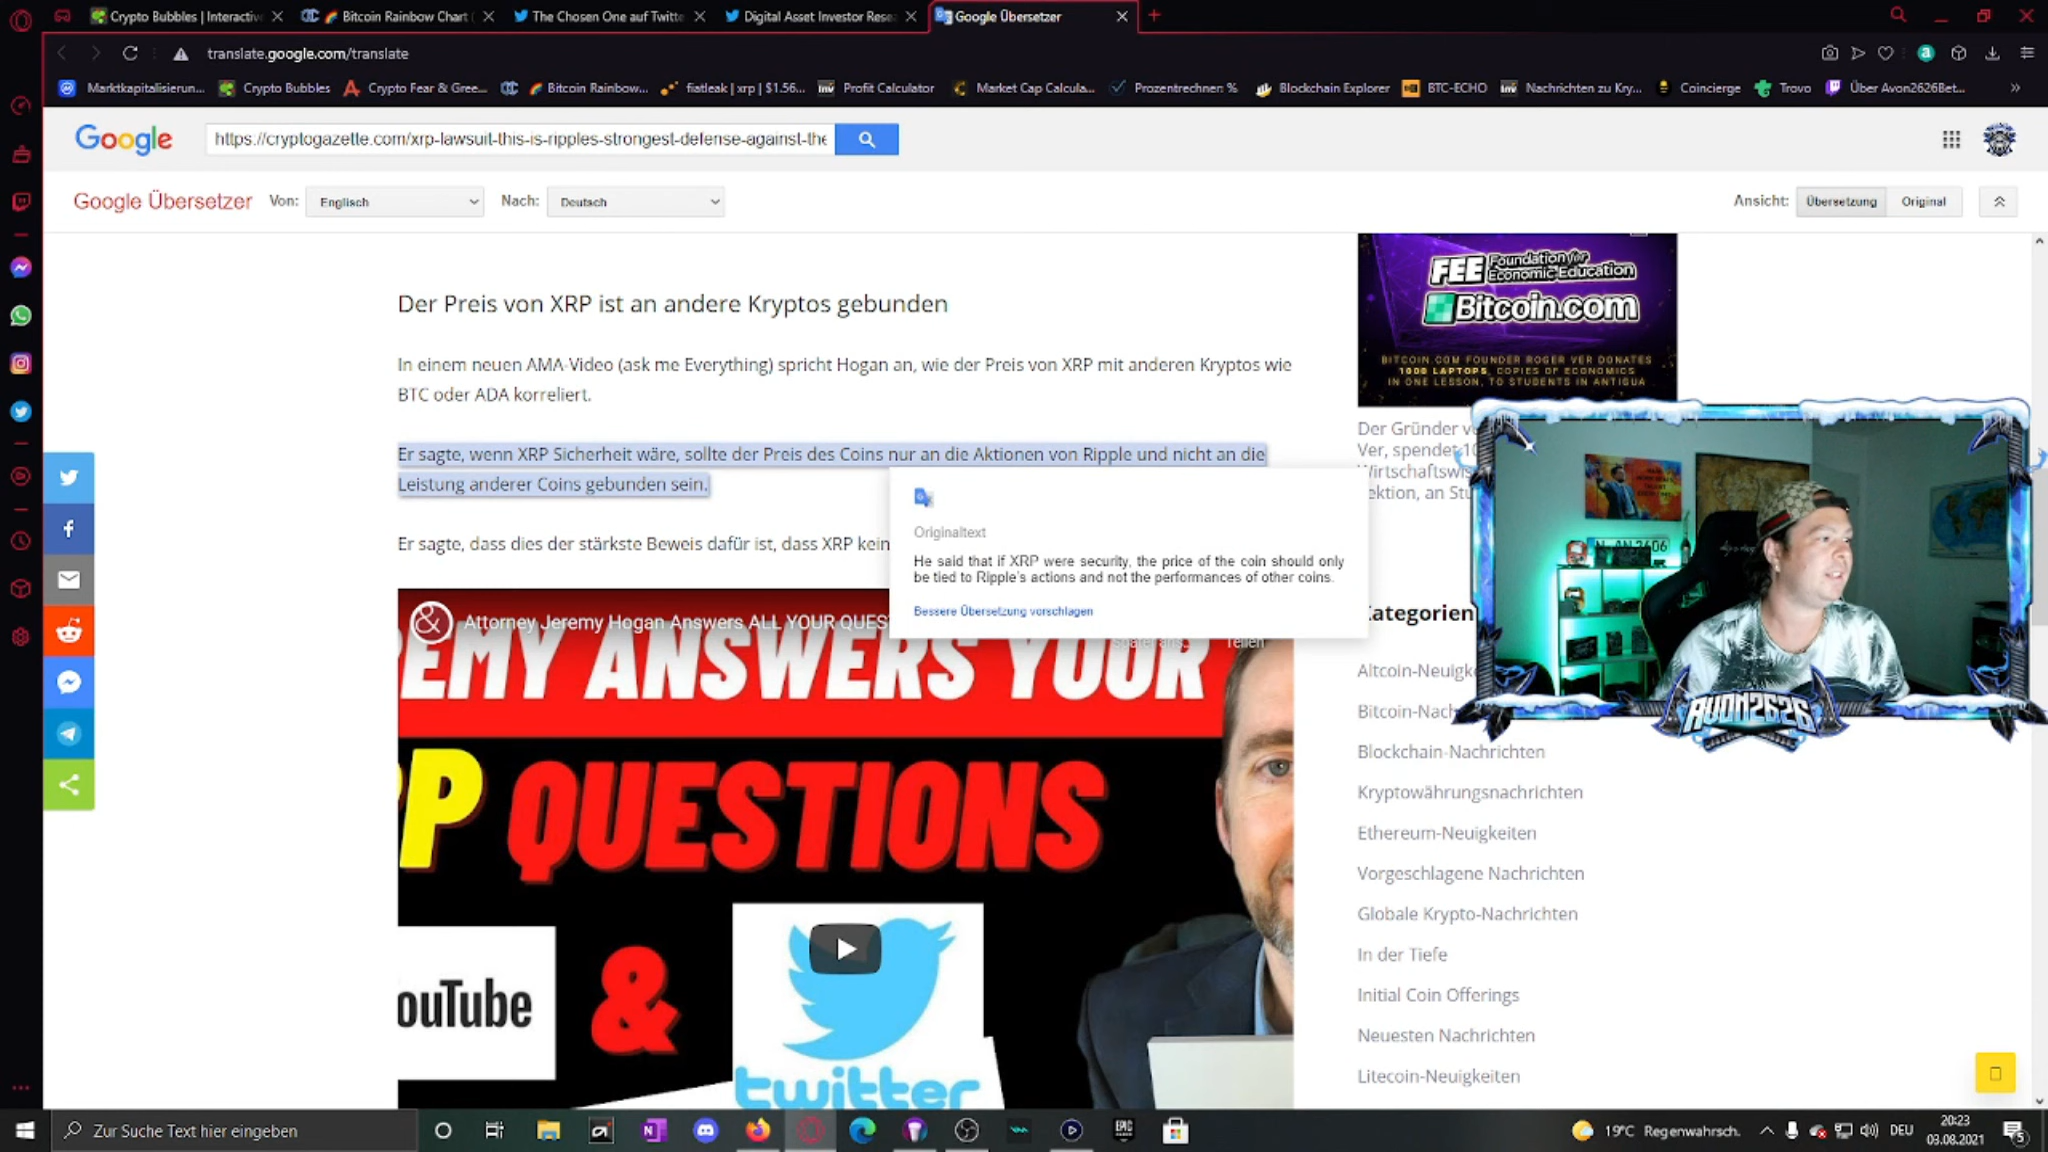 Crypto Bubbles | Interactive
Bitcoin Rainbow Chart (
The Chosen One auf Twitte
Digital Asset Investor Rese
Google Übersetzer
translate.google.com/translate
Marktkapitalisierun...
Crypto Bubbles
Crypto Fear & Gree...
Bitcoin Rainbow...
fiatleak | xrp | $1.56...
Profit Calculator
Market Cap Calcula...
Prozentrechner: %
Blockchain Explorer
BTC-ECHO
Nachrichten zu Kry...
Coincierge
Trovo
Über Avon2626Bet...
Google
https://cryptogazette.com/xrp-lawsuit-this-is-ripples-strongest-defense-against-the
Google Übersetzer
Von:
Englisch
Nach:
Deutsch
Ansicht:
Übersetzung
Original
Der Preis von XRP ist an andere Kryptos gebunden
In einem neuen AMA-Video (ask me Everything) spricht Hogan an, wie der Preis von XRP mit anderen Kryptos wie
BTC oder ADA korreliert.
Er sagte, wenn XRP Sicherheit wäre, sollte der Preis des Coins nur an die Aktionen von Ripple und nicht an die
Leistung anderer Coins gebunden sein.
Er sagte, dass dies der stärkste Beweis dafür ist, dass XRP kein
Originaltext
He said that if XRP were security, the price of the coin should only
be tied to Ripple's actions and not the performances of other coins.
Bessere Übersetzung vorschlagen
Attorney Jeremy Hogan Answers ALL YOUR QUES
Teilen
EMY ANSWERS YOUR
P QUESTIONS
ouTube
&
twitter
FEE Foundation for
Economic Education
Bitcoin.com
BITCOIN.COM FOUNDER ROGER VER DONATES
1000 LAPTOPS, COPIES OF ECONOMICS
IN ONE LESSON, TO STUDENTS IN ANTIGUA
Der Gründer v
Ver, spendet 10
Wirtschaftswis
ektion, an Stu
ategorien
Altcoin-Neuigke
Bitcoin-Nach
Blockchain-Nachrichten
Kryptowährungsnachrichten
Ethereum-Neuigkeiten
Vorgeschlagene Nachrichten
Globale Krypto-Nachrichten
In der Tiefe
Initial Coin Offerings
Neuesten Nachrichten
Litecoin-Neuigkeiten
AVON2626
Zur Suche Text hier eingeben
EPIC
GAMES
19°C Regenwahrsch.
DEU
20:23
03.08.2021
5